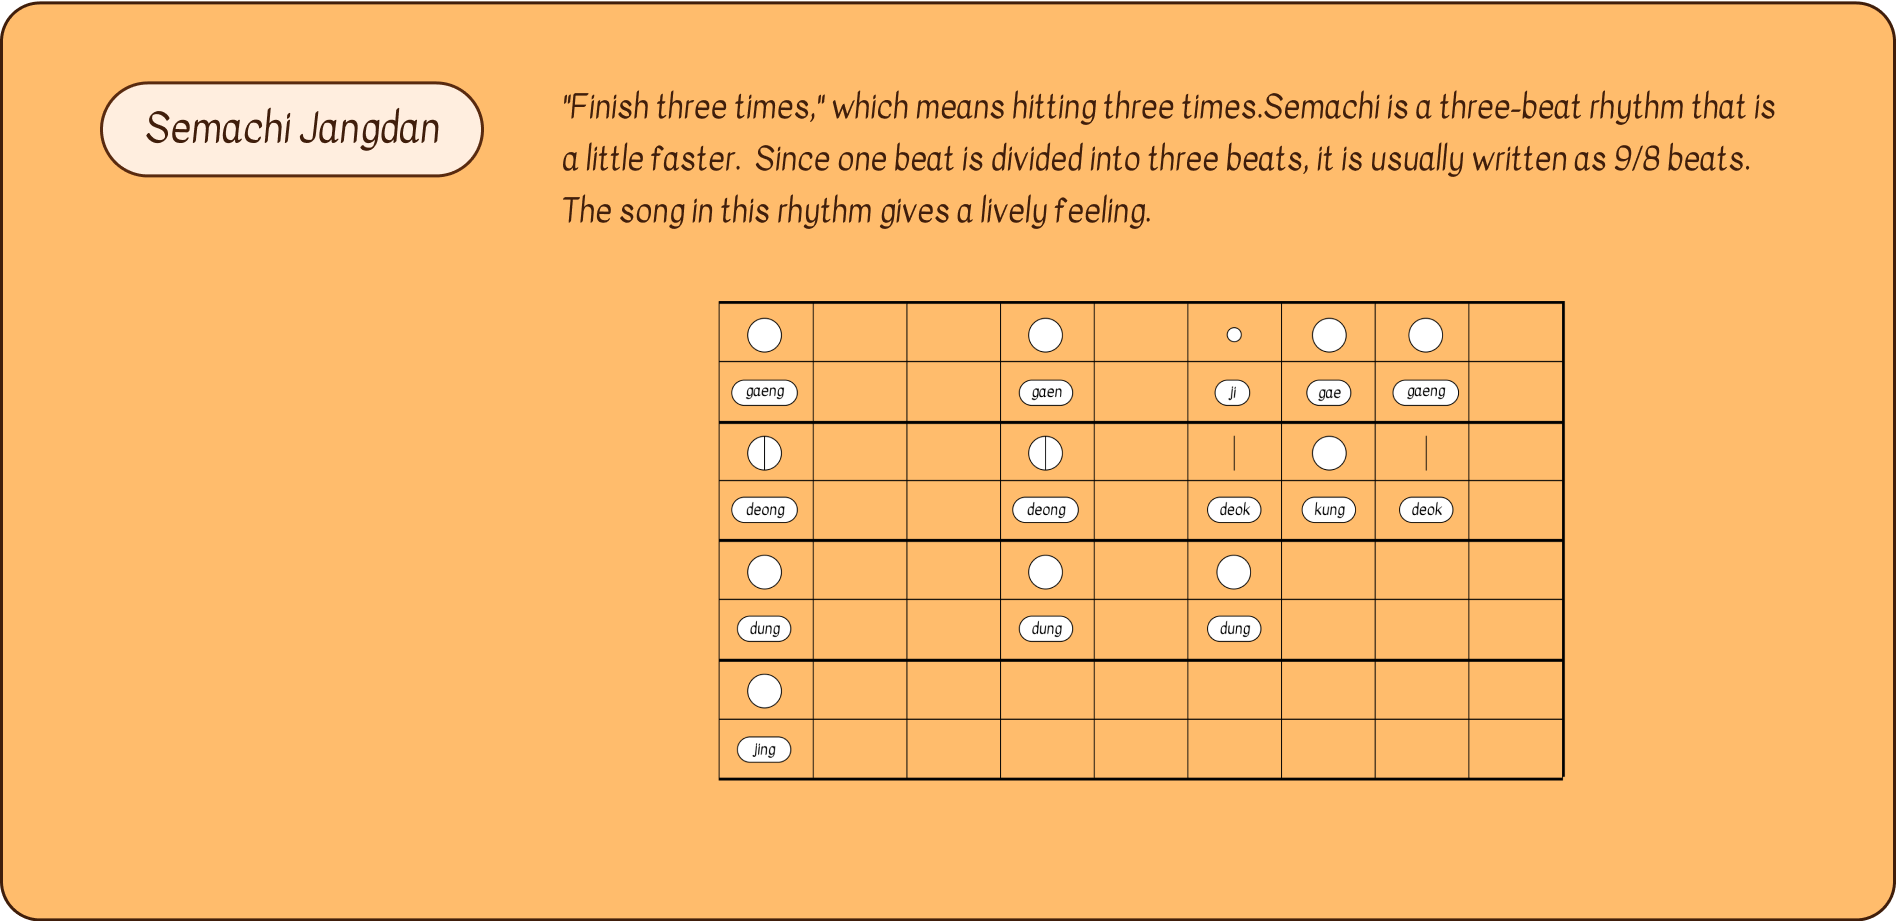 Semachi Jangdan
"Finish three times," which means hitting three times.Semachi is a three-beat rhythm that is
a little faster.  Since one beat is divided into three beats, it is usually written as 9/8 beats.
The song in this rhythm gives a lively feeling.
gaeng gaen ji gae gaeng
deong deong deok kung deok
dung dung dung
jing